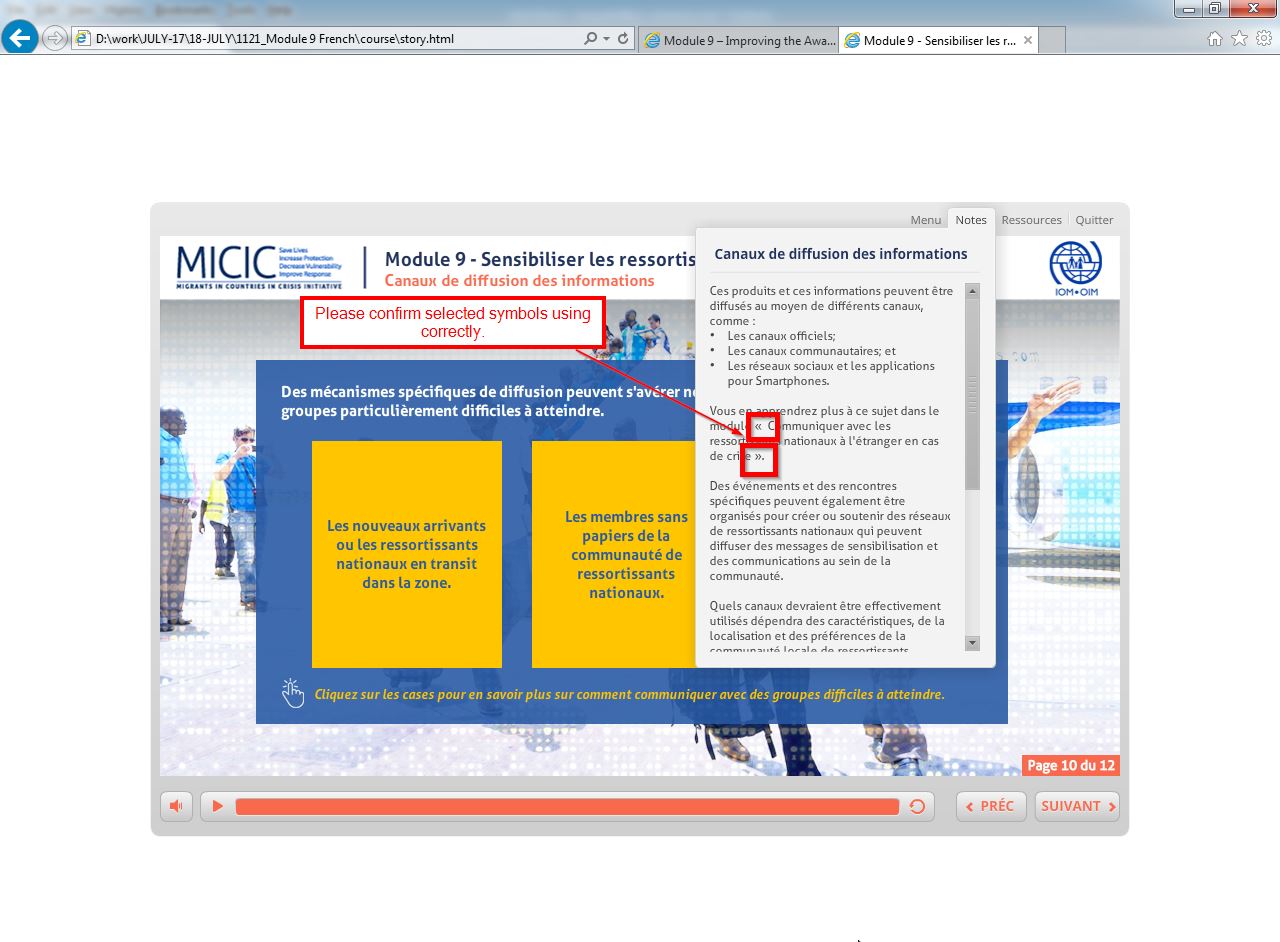 D:\work\JULY-17\18-JULY\1121_Module 9 French\course\story.html
Module 9 – Improving the Awa...
Module 9 - Sensibiliser les r...
Menu
Notes
Ressources
Quitter
MICIC
Save Lives
Increase Protection
Decrease Vulnerability
Improve Response
MIGRANTS IN COUNTRIES IN CRISIS INITIATIVE
Module 9 - Sensibiliser les ressortis
Canaux de diffusion des informations
IOM•OIM
Please confirm selected symbols using
correctly.
Des mécanismes spécifiques de diffusion peuvent s'avérer
groupes particulièrement difficiles à atteindre.
Les nouveaux arrivants
ou les ressortissants
nationaux en transit
dans la zone.
Les membres sans
papiers de la
communauté de
ressortissants
nationaux.
Canaux de diffusion des informations
Ces produits et ces informations peuvent être
diffusés au moyen de différents canaux,
comme :
• Les canaux officiels;
• Les canaux communautaires; et
• Les réseaux sociaux et les applications
pour Smartphones.
Vous en apprendrez plus à ce sujet dans le
module « Communiquer avec les
ressortissants nationaux à l'étranger en cas
de crise ».
Des événements et des rencontres
spécifiques peuvent également être
organisés pour créer ou soutenir des réseaux
de ressortissants nationaux qui peuvent
diffuser des messages de sensibilisation et
des communications au sein de la
communauté.
Quels canaux devraient être effectivement
utilisés dépendra des caractéristiques, de la
localisation et des préférences de la
communauté locale de ressortissants
Cliquez sur les cases pour en savoir plus sur comment communiquer avec des groupes difficiles à atteindre.
Page 10 du 12
PRÉC
SUIVANT